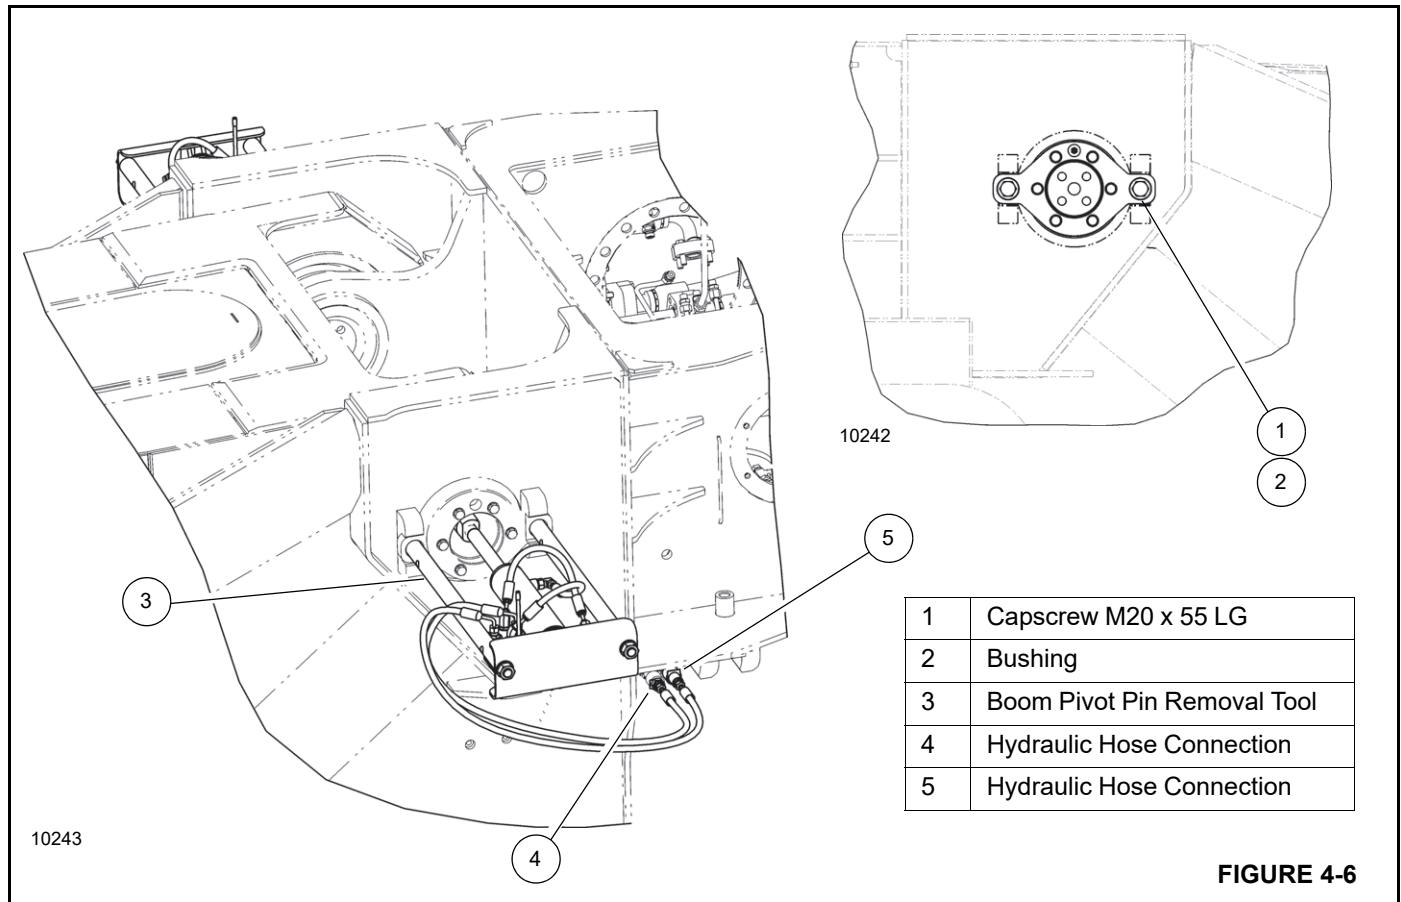 10242
1
2
5
3
4
1 Capscrew M20 x 55 LG
2 Bushing
3 Boom Pivot Pin Removal Tool
4 Hydraulic Hose Connection
5 Hydraulic Hose Connection
10243
FIGURE 4-6